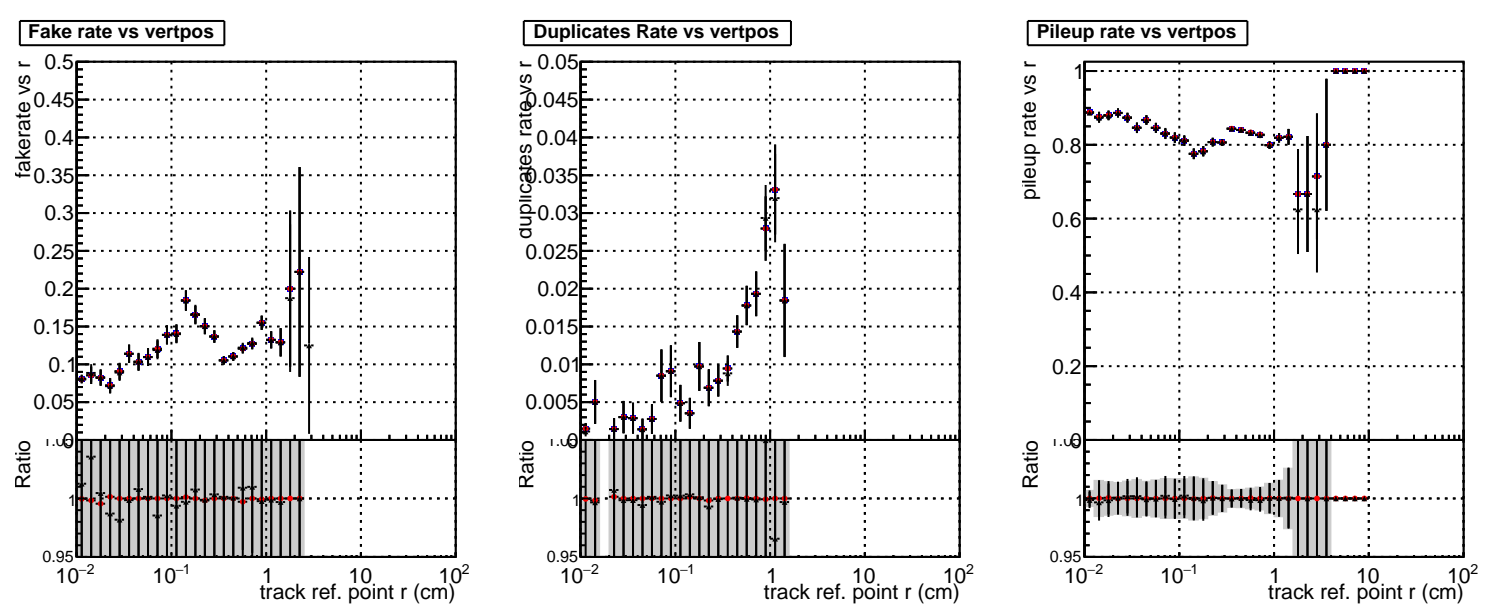 Fake rate vs vertpos
fakerate vs r
0.5
0.45
0.4
0.35
0.3
0.25
0.2
0.15
0.1
0.05
0
Ratio
1
0.95
10⁻² 10⁻¹ 1 10 10²
track ref. point r (cm)
Duplicates Rate vs vertpos
duplicates rate vs r
0.05
0.045
0.04
0.035
0.03
0.025
0.02
0.015
0.01
0.005
0
Ratio
1
0.95
10⁻² 10⁻¹ 1 10 10²
track ref. point r (cm)
Pileup rate vs vertpos
pileup rate vs r
1
0.8
0.6
0.4
0.2
0
Ratio
1
0.95
10⁻² 10⁻¹ 1 10 10²
track ref. point r (cm)